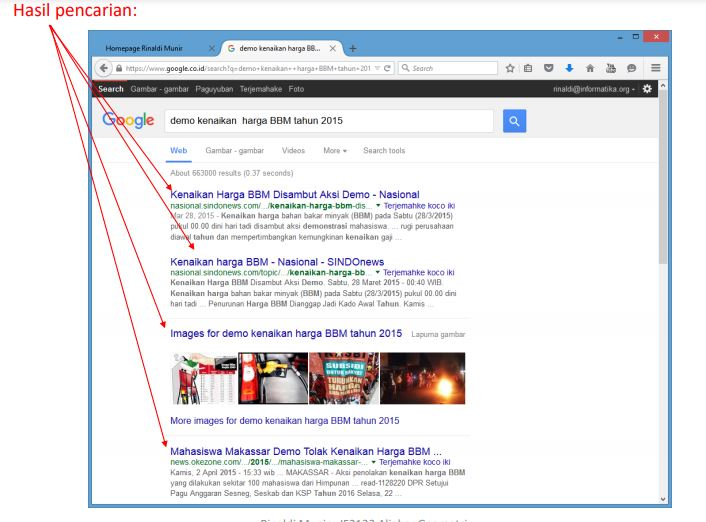 Hasil pencarian:
Homepage Rinaldi Munir
G demo kenaikan harga BB...
https://www.google.co.id/search?q=demo+kenaikan++harga+BBM+tahun+201
Search
Search Gambar - gambar Paguyuban Terjemahake Foto
rinaldi@informatika.org
Google
demo kenaikan harga BBM tahun 2015
Web Gambar - gambar Videos More Search tools
About 663000 results (0.37 seconds)
Kenaikan Harga BBM Disambut Aksi Demo - Nasional
nasional.sindonews.com/.../kenaikan-harga-bbm-dis... Terjemahke koco iki
Mar 28, 2015 - Kenaikan harga bahan bakar minyak (BBM) pada Sabtu (28/3/2015)
pukul 00.00 dini hari tadi disambut aksi demonstrasi mahasiswa. ... rugi perusahaan
diawal tahun dan mempertimbangkan kemungkinan kenaikan gaji ...
Kenaikan harga BBM - Nasional - SINDOnews
nasional.sindonews.com/topic/.../kenaikan-harga-bb... Terjemahke koco iki
Kenaikan Harga BBM Disambut Aksi Demo. Sabtu, 28 Maret 2015 - 00:40 WIB.
Kenaikan harga bahan bakar minyak (BBM) pada Sabtu (28/3/2015) pukul 00.00 dini
hari tadi ... Penurunan Harga BBM Dianggap Jadi Kado Awal Tahun. Kamis ...
Images for demo kenaikan harga BBM tahun 2015 Lapurna gambar
SUBSIDI
UNTUK RAKYAT
TURUNKAN
HARGA
More images for demo kenaikan harga BBM tahun 2015
Mahasiswa Makassar Demo Tolak Kenaikan Harga BBM ...
news.okezone.com/.../2015/.../mahasiswa-makassar-... Terjemahke koco iki
Kamis, 2 April 2015 - 15:33 wib ... MAKASSAR - Aksi penolakan kenaikan harga BBM
yang dilakukan sekitar 100 mahasiswa dari Himpunan ... read-1128220 DPR Setujui
Pagu Anggaran Sesneg, Seskab dan KSP Tahun 2016 Selasa, 22 ...